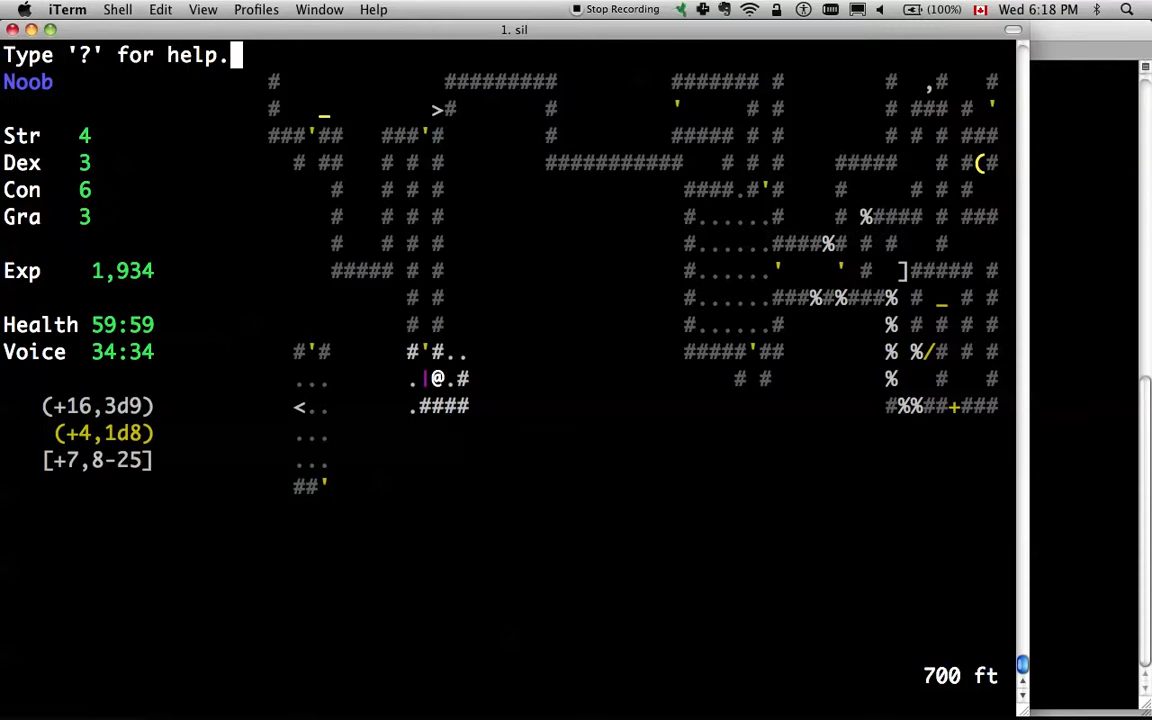 iTerm Shell Edit View Profiles Window Help Stop Recording (100%) Wed 6:18 PM
1. sil
Type '?' for help.
Noob
Str 4
Dex 3
Con 6
Gra 3
Exp 1,934
Health 59:59
Voice 34:34
(+16,3d9)
(+4,1d8)
[+7,8-25]
700 ft